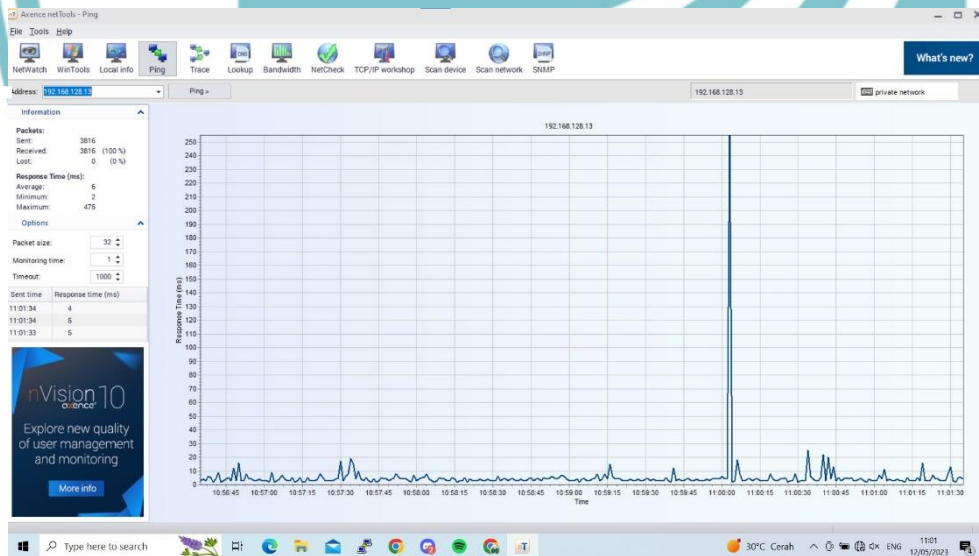 Axence netTools - Ping
File Tools Help
NetWatch WinTools Local info Ping Trace Lookup Bandwidth NetCheck TCP/IP workshop Scan device Scan network SNMP
What's new?
Address: 192.168.128.13 Ping > 192.168.128.13 private network
Information
Packets:
Sent: 3816
Received: 3816 (100 %)
Lost: 0 (0 %)
Response Time (ms):
Average: 6
Minimum: 2
Maximum: 475
Options
Packet size: 32
Monitoring time: 1
Timeout: 1000
Sent time Response time (ms)
11:01:34 4
11:01:34 5
11:01:33 5
nVision 10
axence
Explore new quality
of user management
and monitoring
More info
192.168.128.13
Response Time (ms)
250
240
230
220
210
200
190
180
170
160
150
140
130
120
110
100
90
80
70
60
50
40
30
20
10
0
10:56:45 10:57:00 10:57:15 10:57:30 10:57:45 10:58:00 10:58:15 10:58:30 10:58:45 10:59:00 10:59:15 10:59:30 10:59:45 11:00:00 11:00:15 11:00:30 11:00:45 11:01:00 11:01:15 11:01:30
Time
Type here to search
30°C Cerah ENG 11:01
12/05/2023